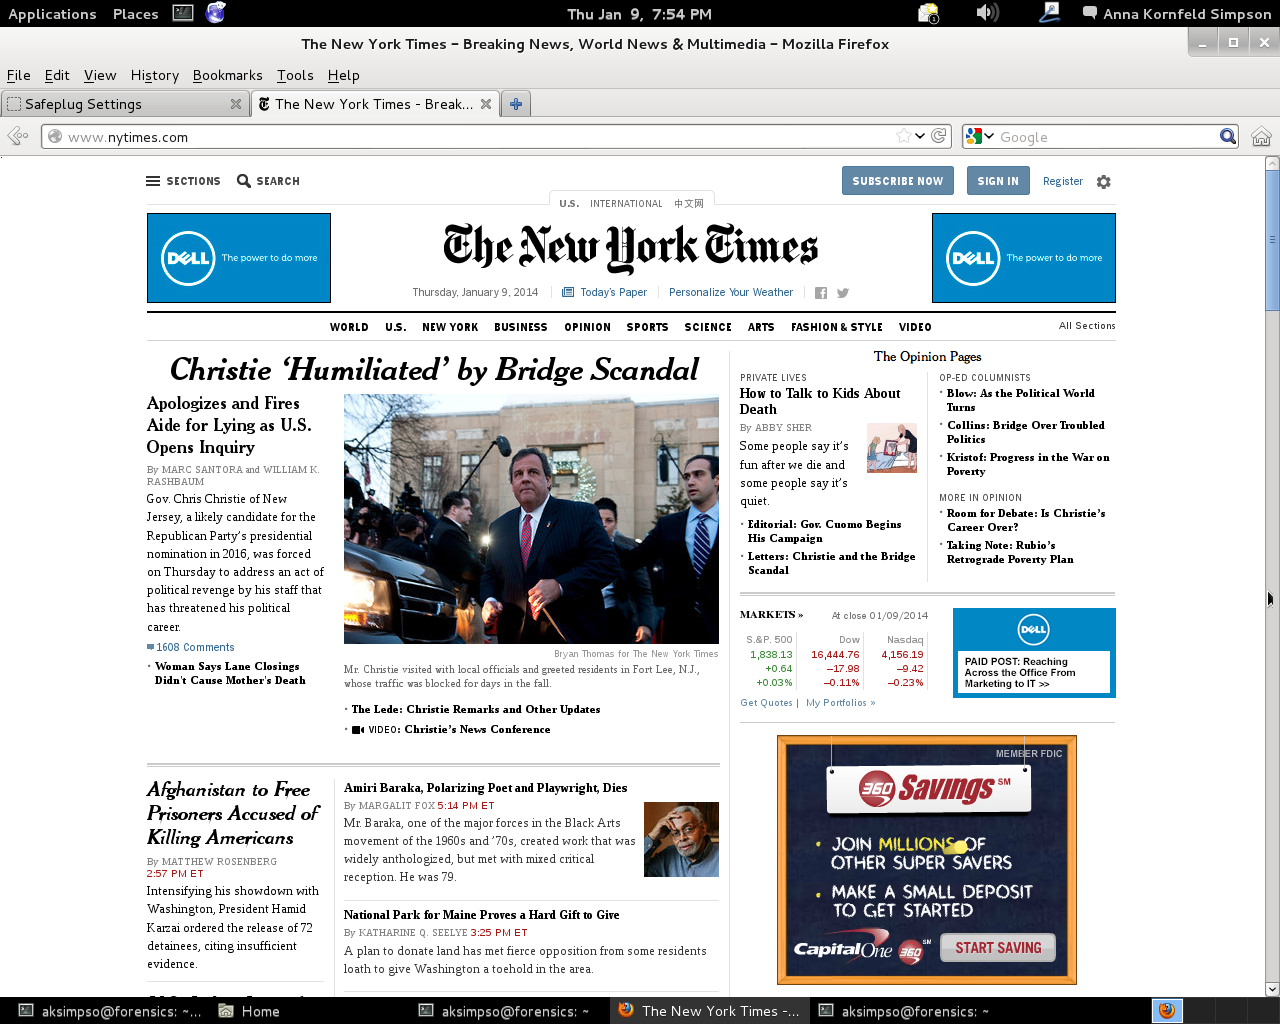 Applications Places Thu Jan 9, 7:54 PM Anna Kornfeld Simpson
The New York Times - Breaking News, World News & Multimedia - Mozilla Firefox
File Edit View History Bookmarks Tools Help
Safeplug Settings The New York Times - Break...
www.nytimes.com Google
SECTIONS SEARCH SUBSCRIBE NOW SIGN IN Register
U.S. INTERNATIONAL 中文网
DELL The power to do more
The New York Times
DELL The power to do more
Thursday, January 9, 2014 Today's Paper Personalize Your Weather
WORLD U.S. NEW YORK BUSINESS OPINION SPORTS SCIENCE ARTS FASHION & STYLE VIDEO All Sections
Christie ‘Humiliated’ by Bridge Scandal
Apologizes and Fires
Aide for Lying as U.S.
Opens Inquiry
By MARC SANTORA and WILLIAM K.
RASHBAUM
Gov. Chris Christie of New
Jersey, a likely candidate for the
Republican Party’s presidential
nomination in 2016, was forced
on Thursday to address an act of
political revenge by his staff that
has threatened his political
career.
1608 Comments
Woman Says Lane Closings
Didn't Cause Mother's Death
Bryan Thomas for The New York Times
Mr. Christie visited with local officials and greeted residents in Fort Lee, N.J.,
whose traffic was blocked for days in the fall.
The Lede: Christie Remarks and Other Updates
VIDEO: Christie’s News Conference
The Opinion Pages
PRIVATE LIVES
How to Talk to Kids About
Death
By ABBY SHER
Some people say it’s
fun after we die and
some people say it’s
quiet.
Editorial: Gov. Cuomo Begins
His Campaign
Letters: Christie and the Bridge
Scandal
OP-ED COLUMNISTS
Blow: As the Political World
Turns
Collins: Bridge Over Troubled
Politics
Kristof: Progress in the War on
Poverty
MORE IN OPINION
Room for Debate: Is Christie’s
Career Over?
Taking Note: Rubio’s
Retrograde Poverty Plan
MARKETS » At close 01/09/2014
S.&P. 500 Dow Nasdaq
1,838.13 16,444.76 4,156.19
+0.64 –17.98 –9.42
+0.03% –0.11% –0.23%
Get Quotes | My Portfolios »
DELL
PAID POST: Reaching
Across the Office From
Marketing to IT >>
Afghanistan to Free
Prisoners Accused of
Killing Americans
By MATTHEW ROSENBERG
2:57 PM ET
Intensifying his showdown with
Washington, President Hamid
Karzai ordered the release of 72
detainees, citing insufficient
evidence.
Amiri Baraka, Polarizing Poet and Playwright, Dies
By MARGALIT FOX 5:14 PM ET
Mr. Baraka, one of the major forces in the Black Arts
movement of the 1960s and ’70s, created work that was
widely anthologized, but met with mixed critical
reception. He was 79.
National Park for Maine Proves a Hard Gift to Give
By KATHARINE Q. SEELYE 3:25 PM ET
A plan to donate land has met fierce opposition from some residents
loath to give Washington a toehold in the area.
MEMBER FDIC
360 Savings SM
JOIN MILLIONS OF
OTHER SUPER SAVERS
MAKE A SMALL DEPOSIT
TO GET STARTED
Capital One 360 SM START SAVING
aksimpso@forensics: ~... Home aksimpso@forensics: ~ The New York Times -... aksimpso@forensics: ~